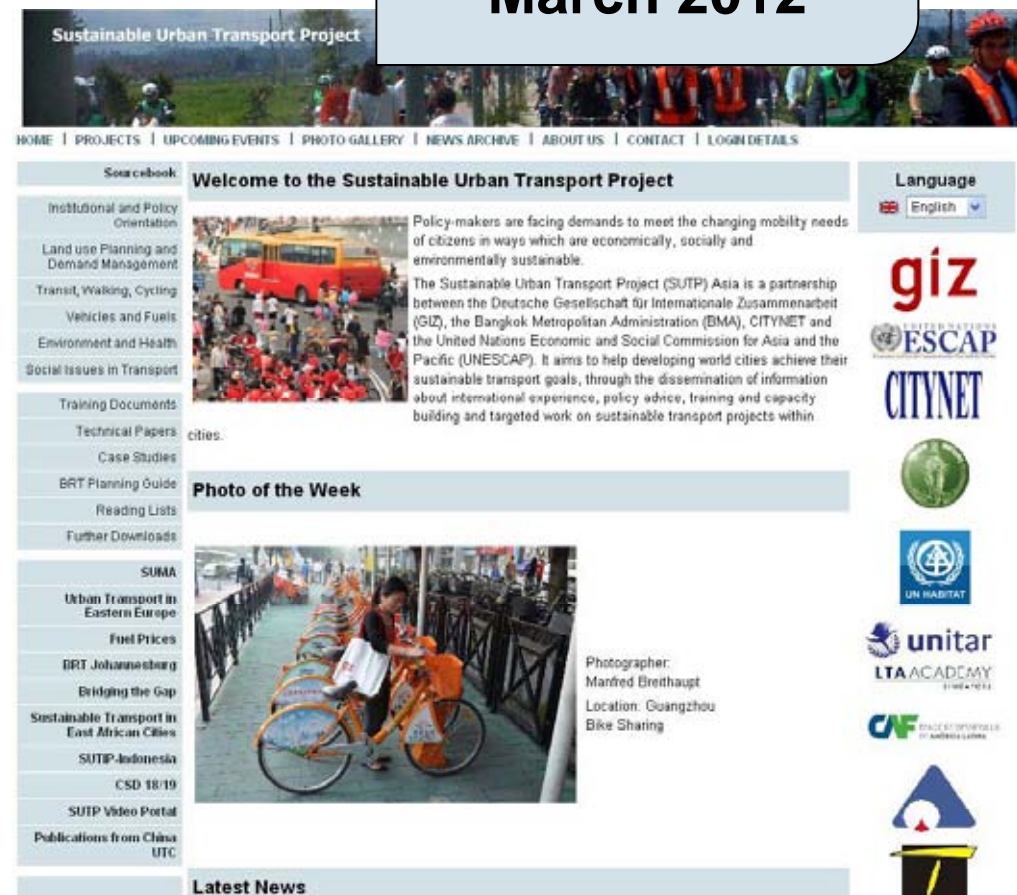 March 2012
Sustainable Urban Transport Project
HOME | PROJECTS | UPCOMING EVENTS | PHOTO GALLERY | NEWS ARCHIVE | ABOUT US | CONTACT | LOGIN DETAILS
Sourcebook
Institutional and Policy
Orientation
Land use Planning and
Demand Management
Transit, Walking, Cycling
Vehicles and Fuels
Environment and Health
Social Issues in Transport
Training Documents
Technical Papers
Case Studies
BRT Planning Guide
Reading Lists
Further Downloads
SUMA
Urban Transport in
Eastern Europe
Fuel Prices
BRT Johannesburg
Bridging the Gap
Sustainable Transport in
East African Cities
SUTIP-Indonesia
CSD 18/19
SUTP Video Portal
Publications from China
UTC
Welcome to the Sustainable Urban Transport Project
Policy-makers are facing demands to meet the changing mobility needs
of citizens in ways which are economically, socially and
environmentally sustainable.
The Sustainable Urban Transport Project (SUTP) Asia is a partnership
between the Deutsche Gesellschaft für Internationale Zusammenarbeit
(GIZ), the Bangkok Metropolitan Administration (BMA), CITYNET and
the United Nations Economic and Social Commission for Asia and the
Pacific (UNESCAP). It aims to help developing world cities achieve their
sustainable transport goals, through the dissemination of information
about international experience, policy advice, training and capacity
building and targeted work on sustainable transport projects within
cities.
Photo of the Week
Photographer:
Manfred Breithaupt
Location: Guangzhou
Bike Sharing
Latest News
Language
English
giz
UNITED NATIONS
ESCAP
CITYNET
UN HABITAT
unitar
LTA ACADEMY
SINGAPORE
CAF